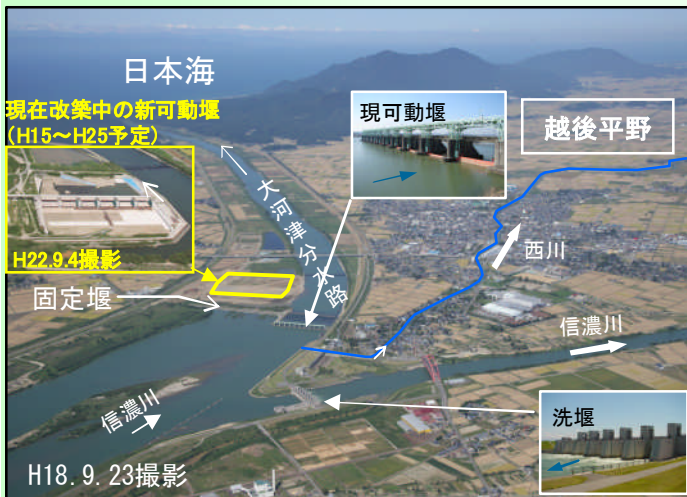 日本海
現在改築中の新可動堰
(H15～H25予定)
H22.9.4撮影
現可動堰
越後平野
大河津分水路
固定堰
西川
信濃川
信濃川
洗堰
H18.9.23撮影